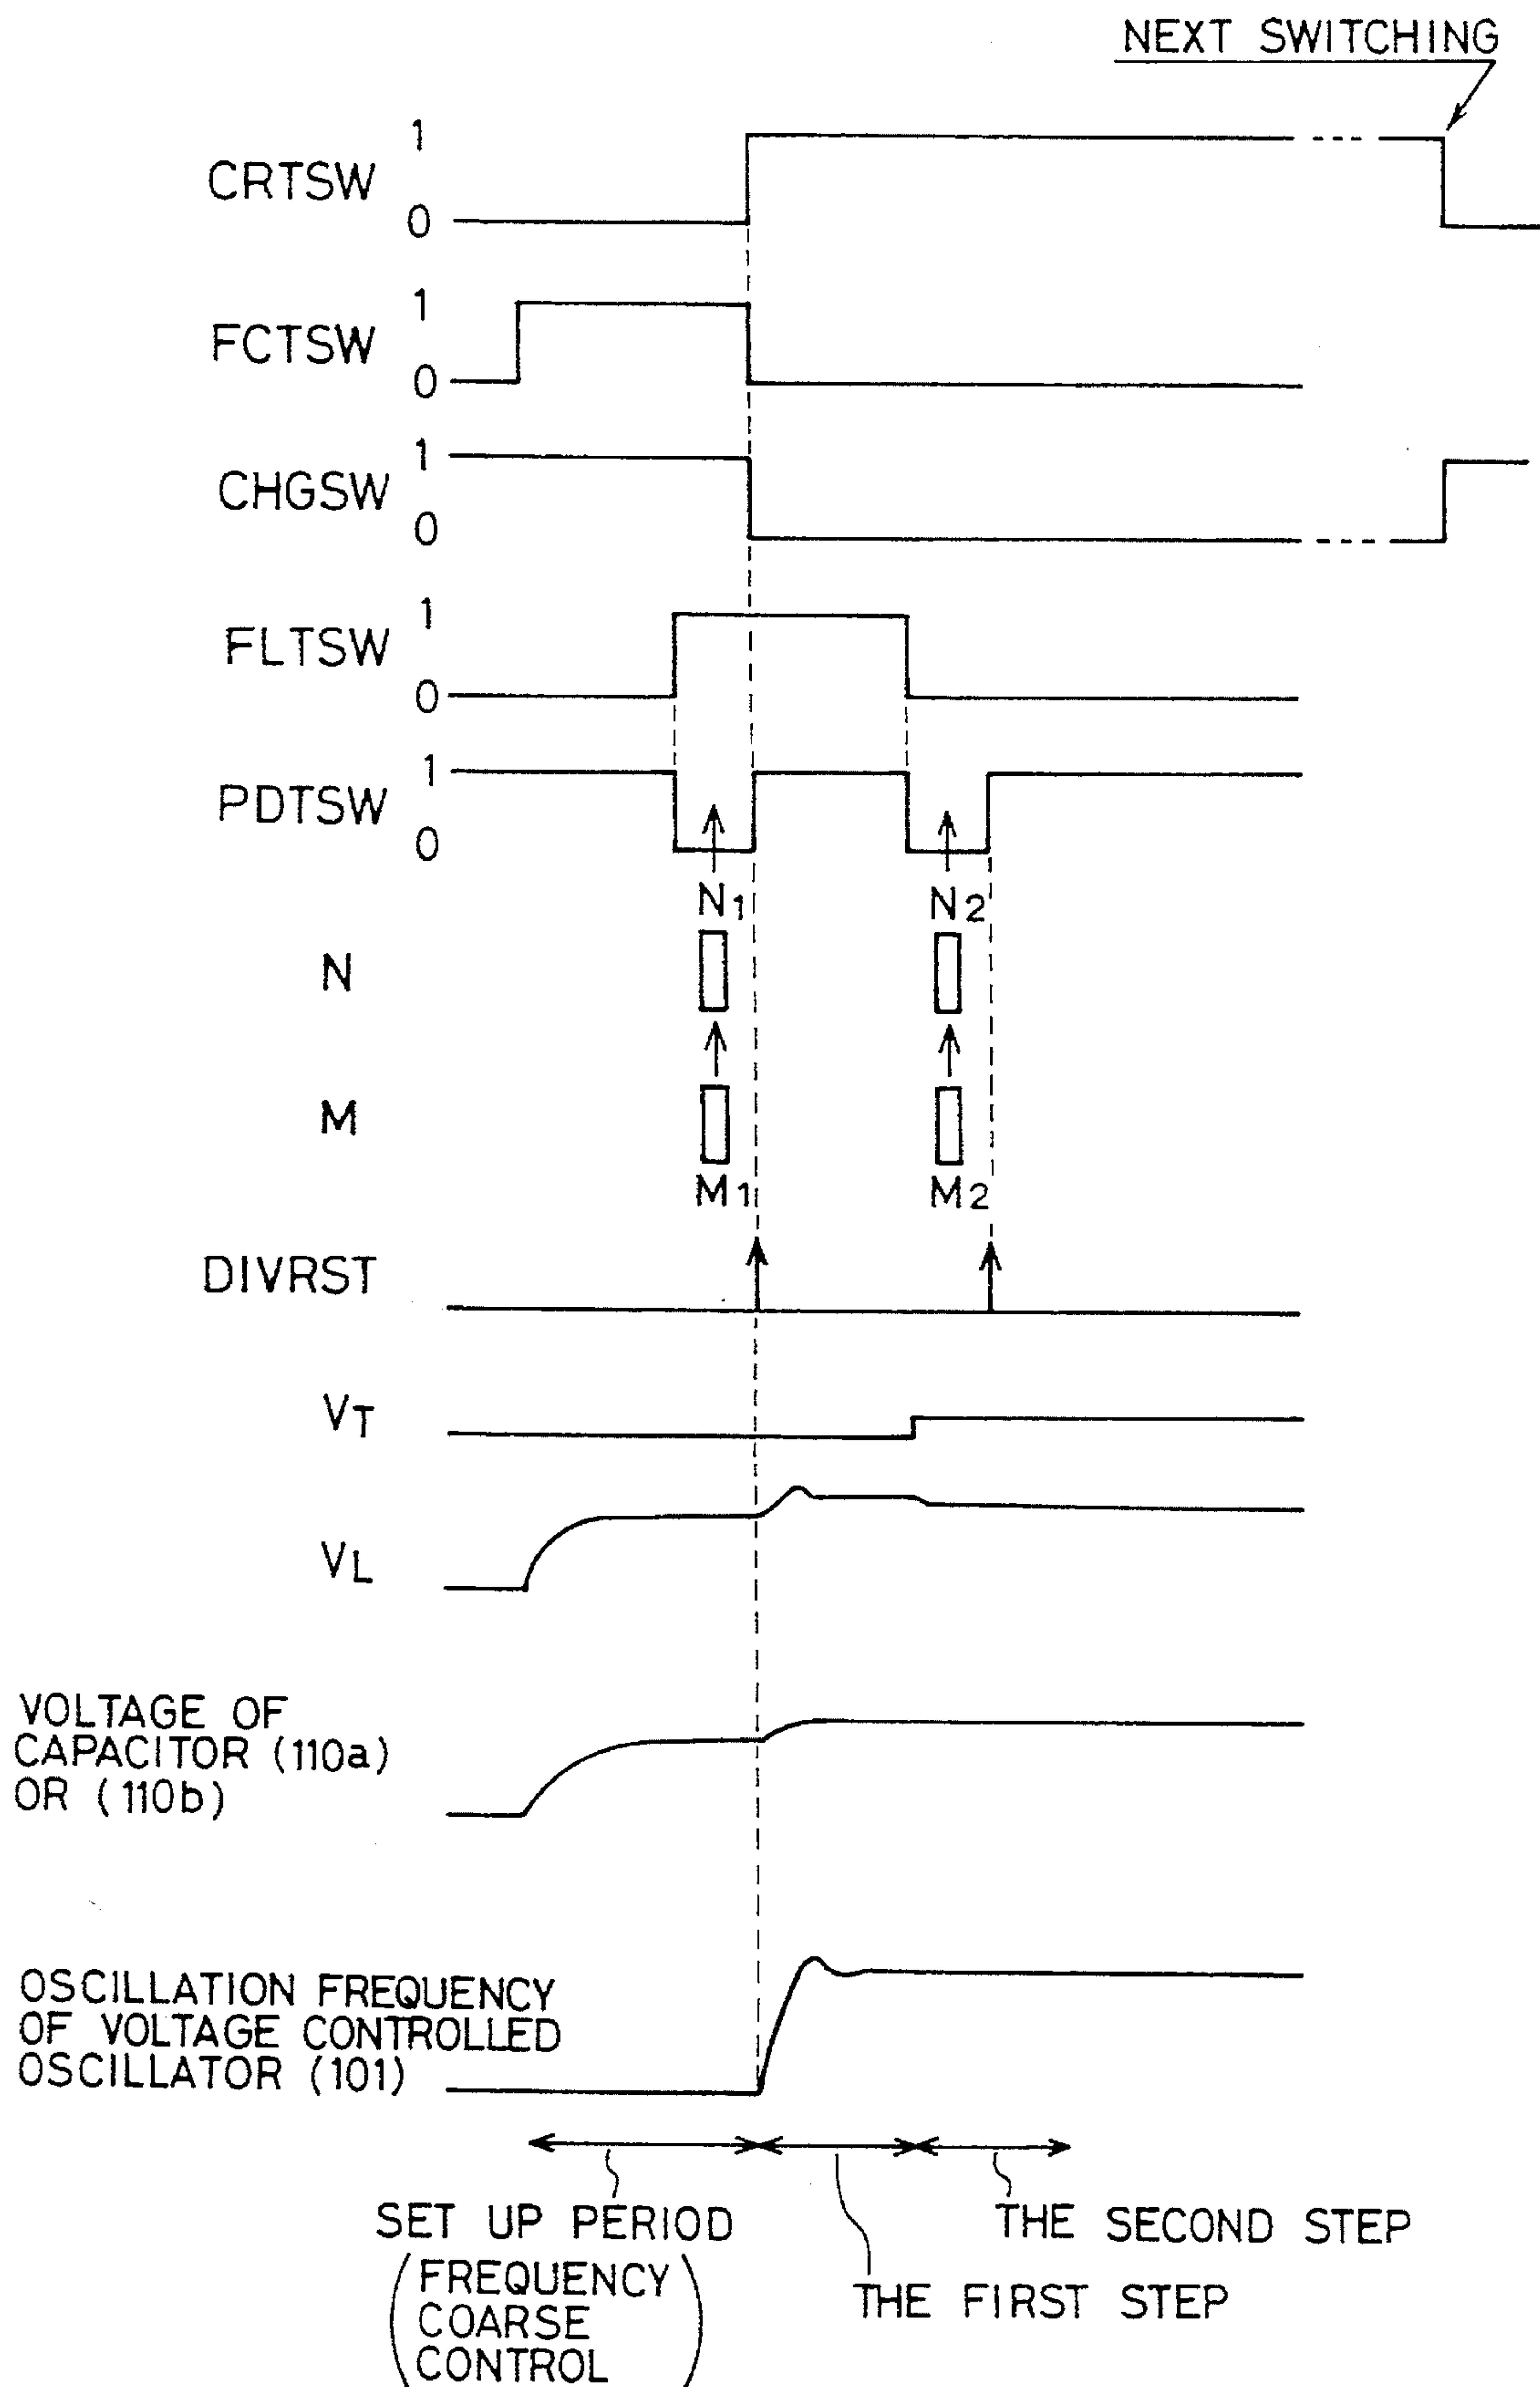 NEXT SWITCHING
1
CRTSW
0
1
FCTSW
0
1
CHGSW
0
1
FLTSW
0
1
PDTSW
0
N1 N2
N
M
M1 M2
DIVRST
VT
VL
VOLTAGE OF
CAPACITOR (110a)
OR (110b)
OSCILLATION FREQUENCY
OF VOLTAGE CONTROLLED
OSCILLATOR (101)
SET UP PERIOD
(FREQUENCY
COARSE
CONTROL)
THE FIRST STEP
THE SECOND STEP